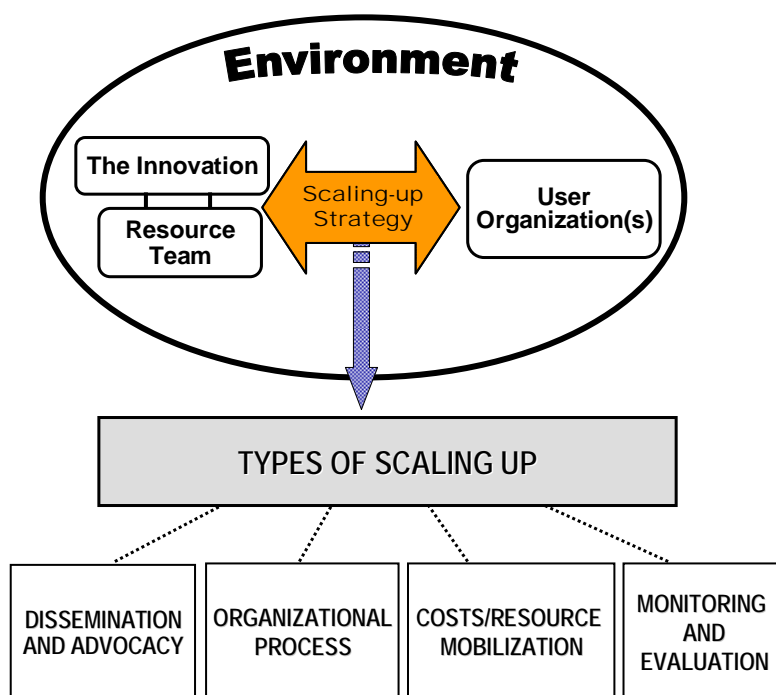 Environment
The Innovation
Resource
Team
Scaling-up
Strategy
User
Organization(s)
TYPES OF SCALING UP
DISSEMINATION
AND ADVOCACY
ORGANIZATIONAL
PROCESS
COSTS/RESOURCE
MOBILIZATION
MONITORING
AND
EVALUATION